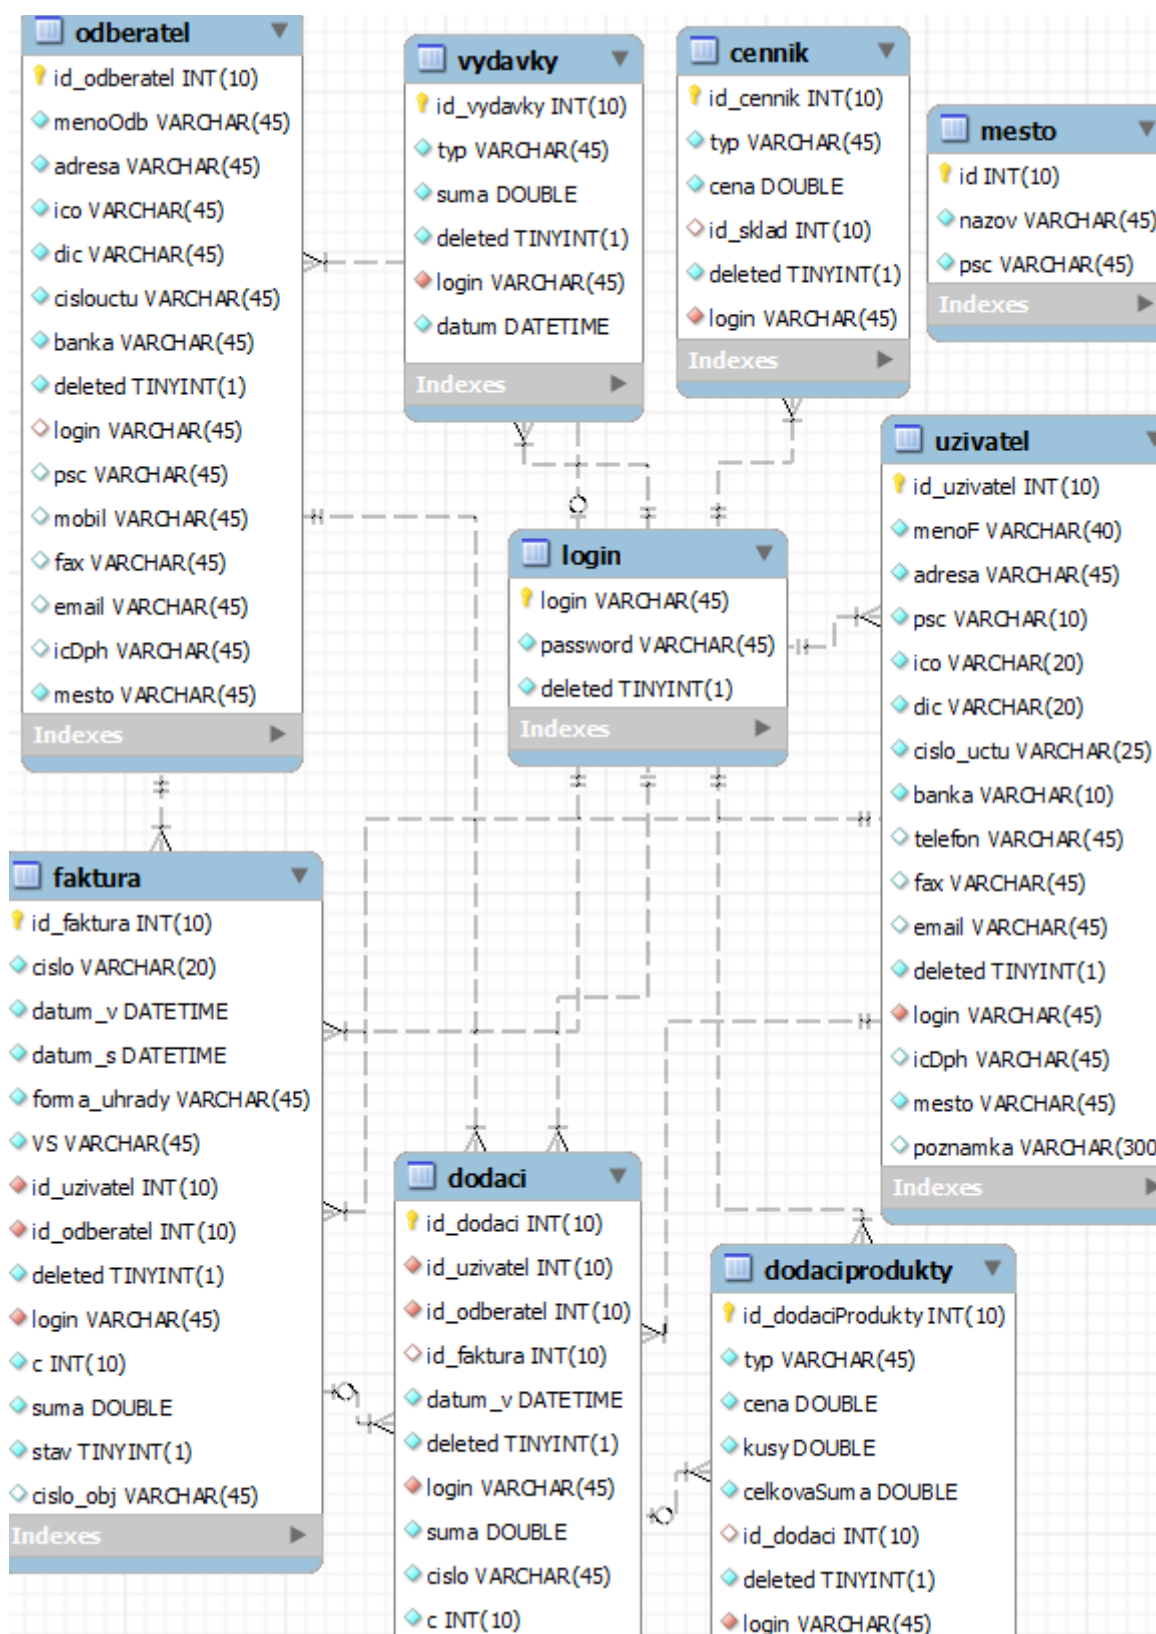 odberatel
id_odberatel INT(10)
menoOdb VARCHAR(45)
adresa VARCHAR(45)
ico VARCHAR(45)
dic VARCHAR(45)
cislouctu VARCHAR(45)
banka VARCHAR(45)
deleted TINYINT(1)
login VARCHAR(45)
psc VARCHAR(45)
mobil VARCHAR(45)
fax VARCHAR(45)
email VARCHAR(45)
icDph VARCHAR(45)
mesto VARCHAR(45)
Indexes
vydavky
id_vydavky INT(10)
typ VARCHAR(45)
suma DOUBLE
deleted TINYINT(1)
login VARCHAR(45)
datum DATETIME
Indexes
cennik
id_cennik INT(10)
typ VARCHAR(45)
cena DOUBLE
id_sklad INT(10)
deleted TINYINT(1)
login VARCHAR(45)
Indexes
mesto
id INT(10)
nazov VARCHAR(45)
psc VARCHAR(45)
Indexes
login
login VARCHAR(45)
password VARCHAR(45)
deleted TINYINT(1)
Indexes
uzivatel
id_uzivatel INT(10)
menoF VARCHAR(40)
adresa VARCHAR(45)
psc VARCHAR(10)
ico VARCHAR(20)
dic VARCHAR(20)
cislo_uctu VARCHAR(25)
banka VARCHAR(10)
telefon VARCHAR(45)
fax VARCHAR(45)
email VARCHAR(45)
deleted TINYINT(1)
login VARCHAR(45)
icDph VARCHAR(45)
mesto VARCHAR(45)
poznamka VARCHAR(300
Indexes
faktura
id_faktura INT(10)
cislo VARCHAR(20)
datum_v DATETIME
datum_s DATETIME
forma_uhrady VARCHAR(45)
VS VARCHAR(45)
id_uzivatel INT(10)
id_odberatel INT(10)
deleted TINYINT(1)
login VARCHAR(45)
c INT(10)
suma DOUBLE
stav TINYINT(1)
cislo_obj VARCHAR(45)
Indexes
dodaci
id_dodaci INT(10)
id_uzivatel INT(10)
id_odberatel INT(10)
id_faktura INT(10)
datum_v DATETIME
deleted TINYINT(1)
login VARCHAR(45)
suma DOUBLE
cislo VARCHAR(45)
c INT(10)
dodaciprodukty
id_dodaciProdukty INT(10)
typ VARCHAR(45)
cena DOUBLE
kusy DOUBLE
celkovaSuma DOUBLE
id_dodaci INT(10)
deleted TINYINT(1)
login VARCHAR(45)